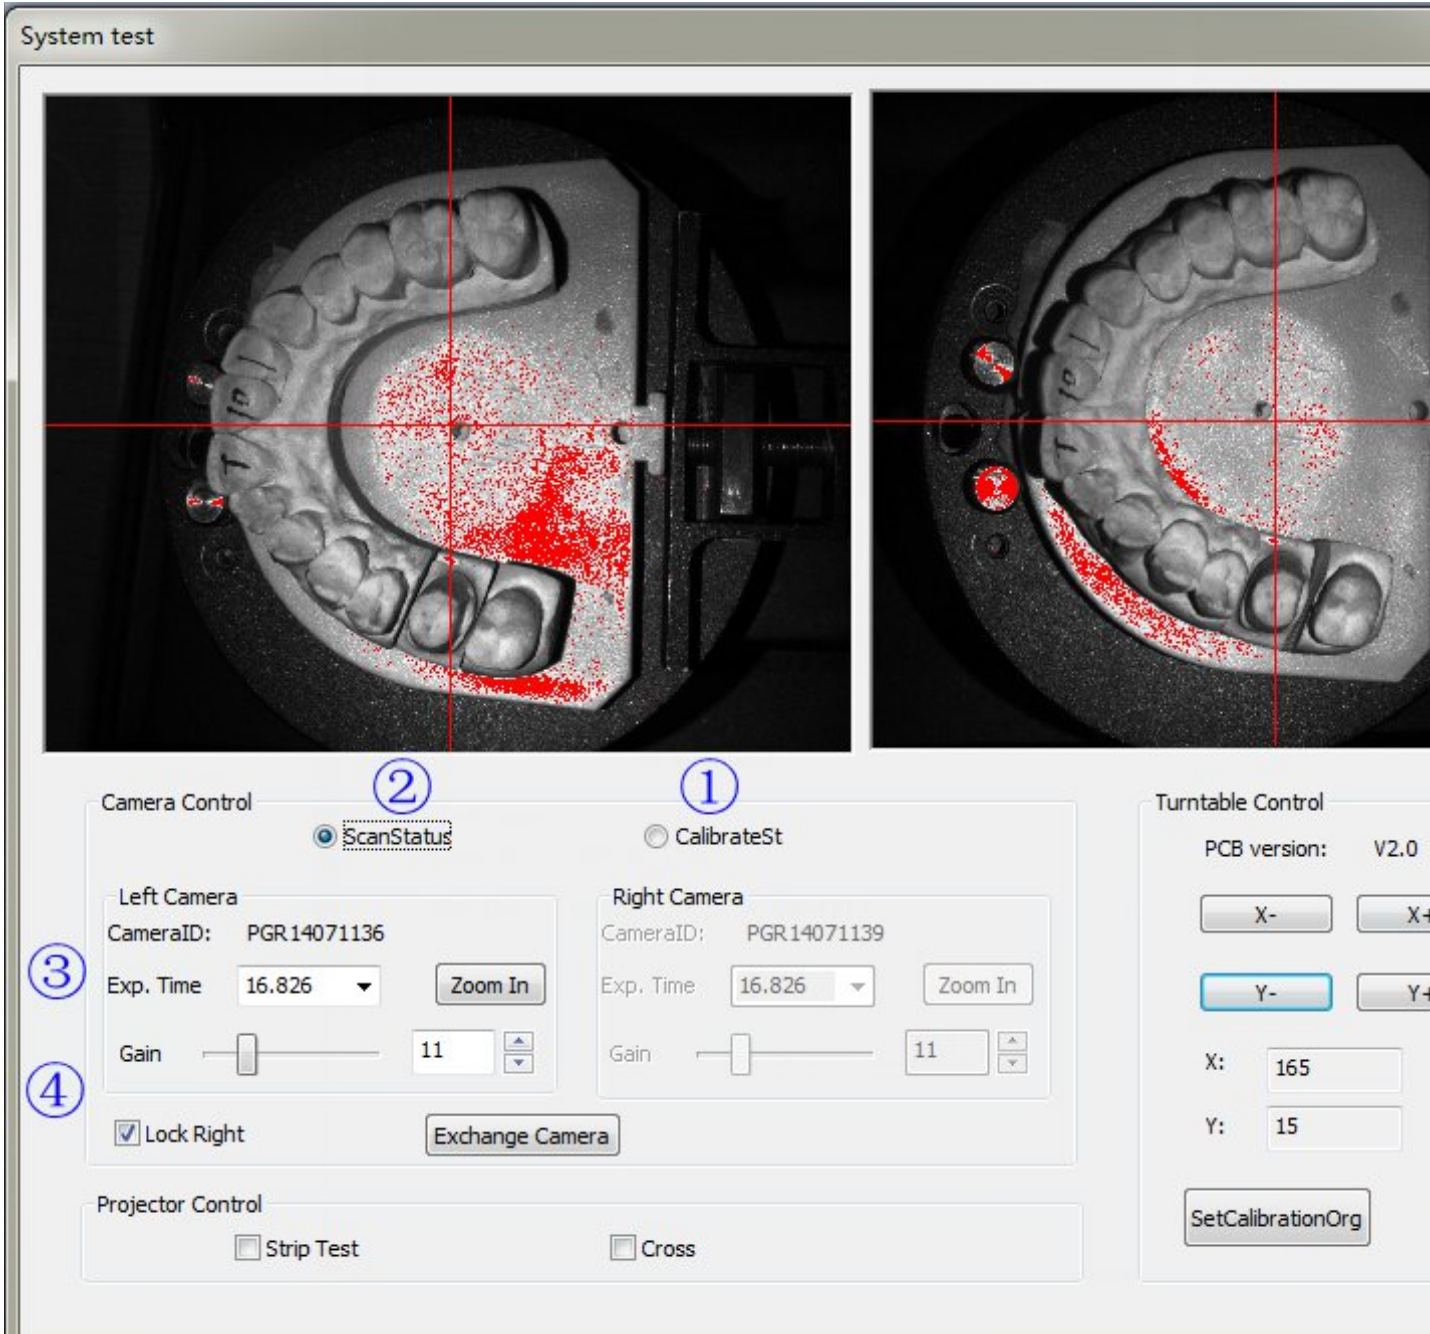 System test
② ①
Camera Control
ScanStatus CalibrateSt
Left Camera Right Camera
CameraID: PGR14071136 CameraID: PGR14071139
③ Exp. Time 16.826 Zoom In Exp. Time 16.826 Zoom In
Gain 11 Gain 11
④
Lock Right Exchange Camera
Projector Control
Strip Test Cross
Turntable Control
PCB version: V2.0
X- X+
Y- Y+
X: 165
Y: 15
SetCalibrationOrg